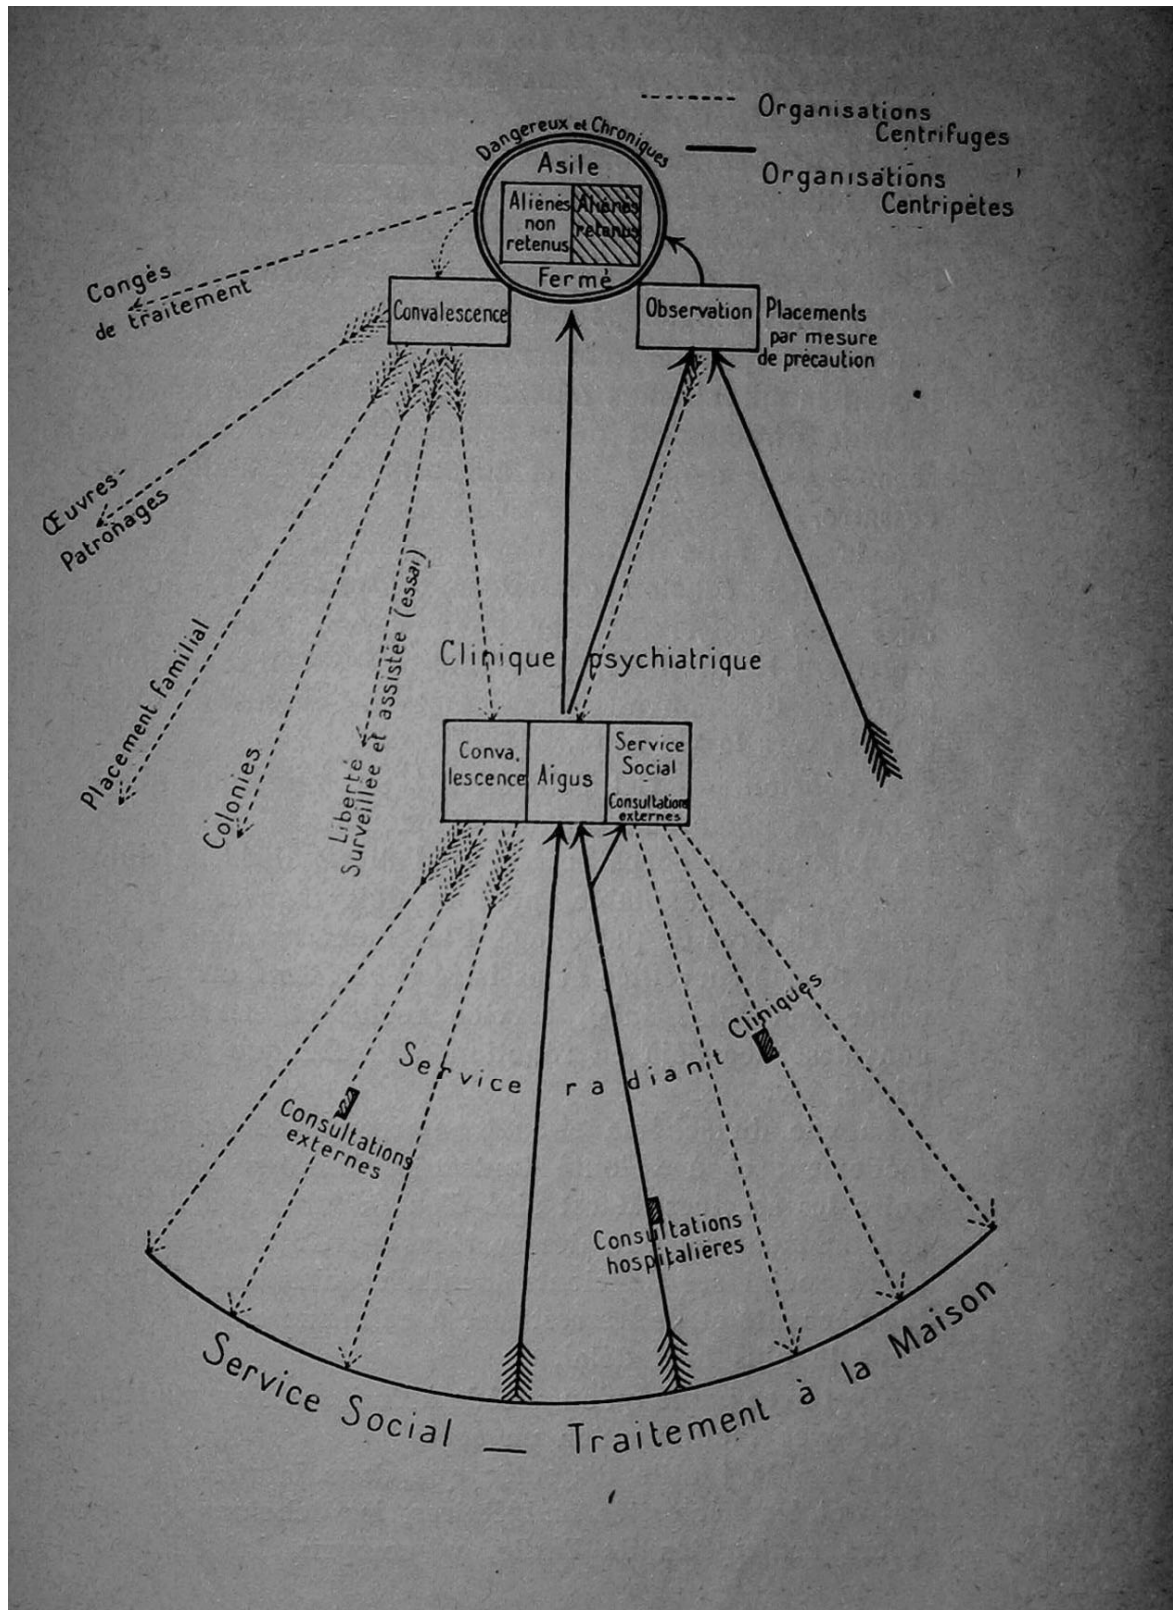 Organisations
Centrifuges
Organisations
Centripètes
Dangereux et Chroniques
Asile
Aliénés
non
retenus
Aliénés
retenus
Fermé
Congés
de traitement
Convalescence
Observation
Placements
par mesure
de précaution
Œuvres-
Patronages
Placement familial
Colonies
Liberté
Surveillée et assistée (essai)
Clinique psychiatrique
Conva.
lescence
Aigus
Service
Social
Consultations
externes
Service radiant Cliniques
Consultations
externes
Consultations
hospitalières
Service Social — Traitement à la Maison